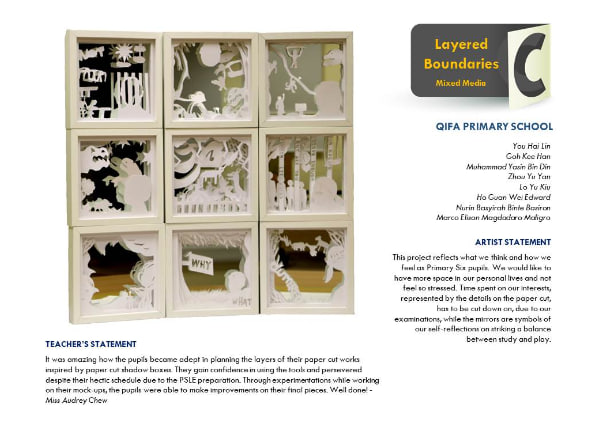 Layered
Boundaries
Mixed Media
C
QIFA PRIMARY SCHOOL
You Hai Lin
Goh Kee Han
Muhammad Yasin Bin Din
Zhou Yu Yan
Lo Yu Kiu
Ho Guan Wei Edward
Nurin Basyirah Binte Basiron
Marco Elison Magdadaro Maligro
ARTIST STATEMENT
This project reflects what we think and how we
feel as Primary Six pupils. We would like to
have more space in our personal lives and not
feel so stressed. Time spent on our interests,
represented by the details on the paper cut,
has to be cut down on, due to our
examinations, while the mirrors are symbols of
our self-reflections on striking a balance
between study and play.
WHY
WHAT
TEACHER'S STATEMENT
It was amazing how the pupils became adept in planning the layers of their paper cut works
inspired by paper cut shadow boxes. They gain confidence in using the tools and persevered
despite their hectic schedule due to the PSLE preparation. Through experimentations while working
on their mock-ups, the pupils were able to make improvements on their final pieces. Well done! -
Miss Audrey Chew